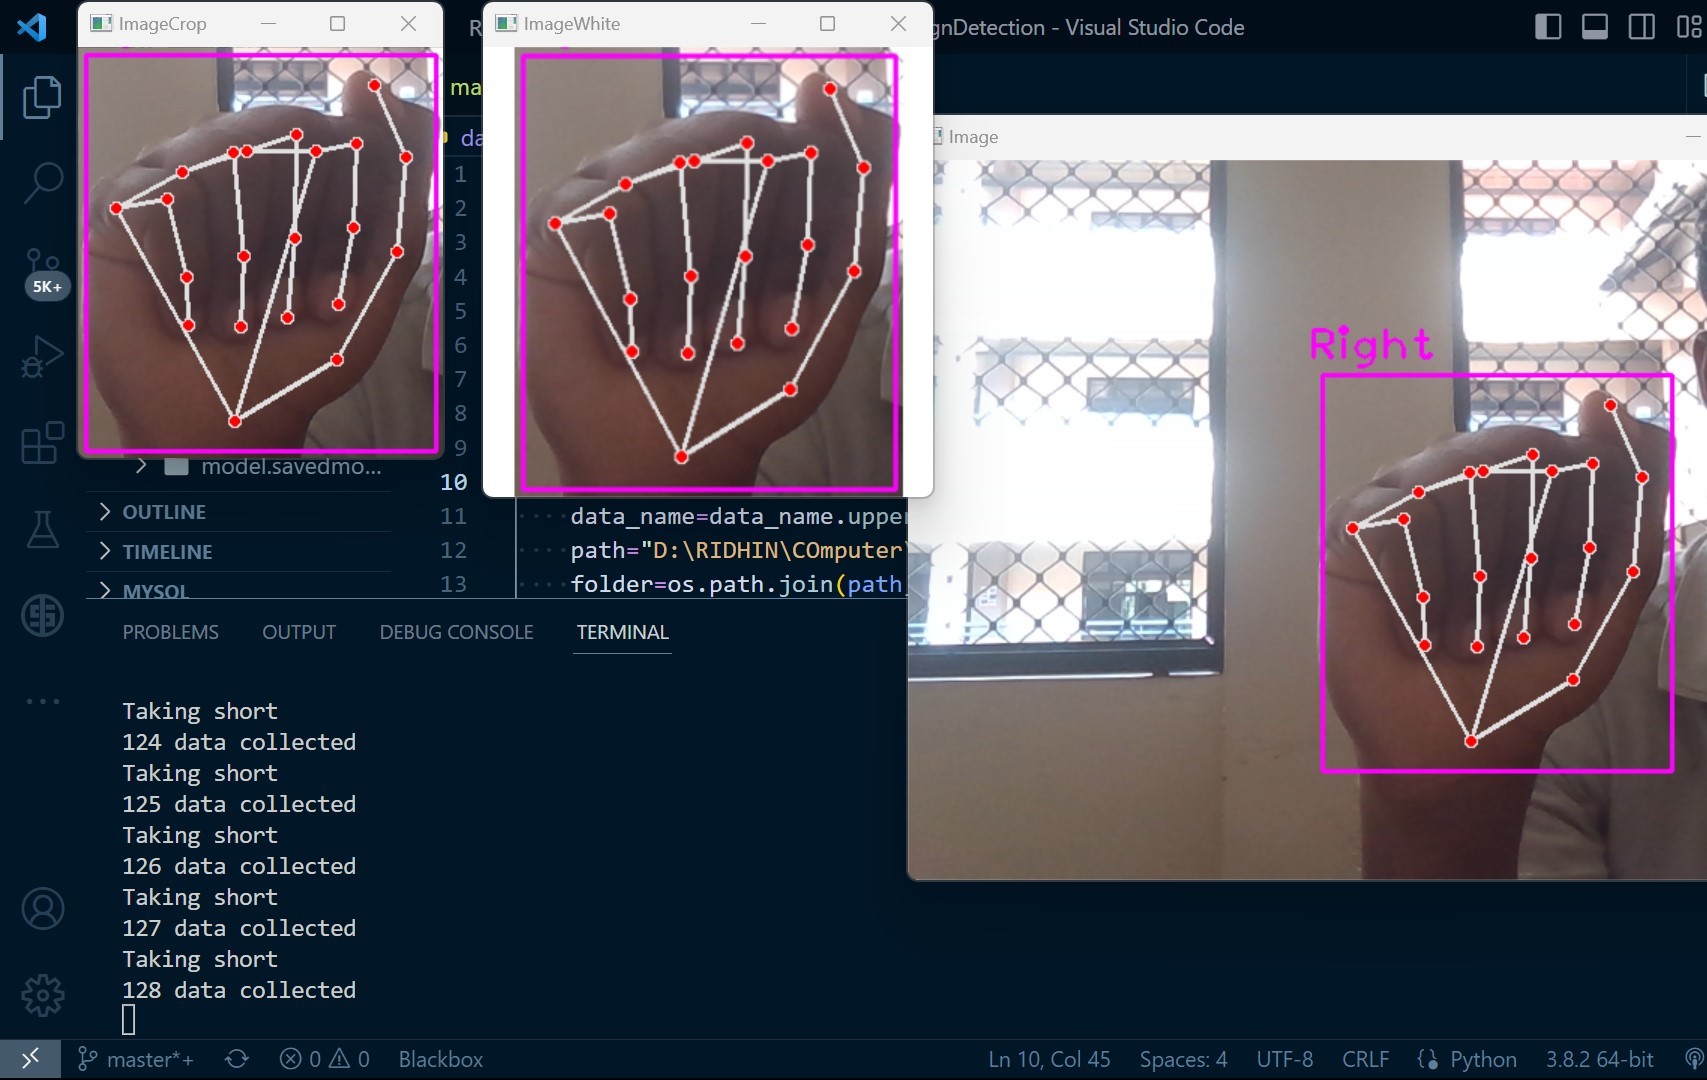 ImageCrop
ImageWhite
gnDetection - Visual Studio Code
R
ma
da
Image
1
2
3
4
5
6
7
8
9
10
11
12
13
5K+
Right
model.savedmo...
OUTLINE
TIMELINE
MYSQL
data_name=data_name.upper
path="D:\RIDHIN\COmputer\
folder=os.path.join(path,
PROBLEMS OUTPUT DEBUG CONSOLE TERMINAL
Taking short
124 data collected
Taking short
125 data collected
Taking short
126 data collected
Taking short
127 data collected
Taking short
128 data collected
master*+ 0 0 Blackbox Ln 10, Col 45 Spaces: 4 UTF-8 CRLF Python 3.8.2 64-bit